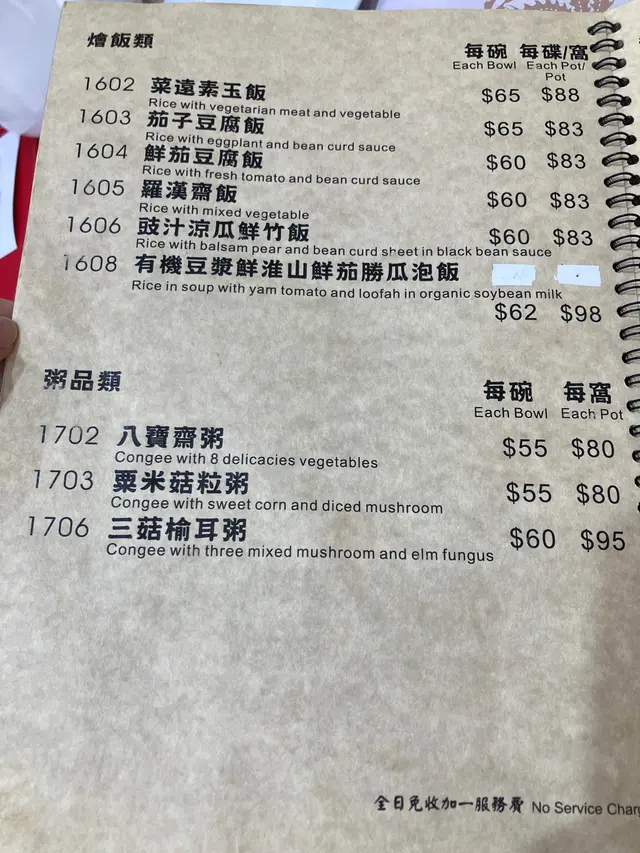 燴飯類
每碗 每碟/窩
Each Bowl Each Pot/
Pot
1602 菜遠素玉飯 $65 $88
Rice with vegetarian meat and vegetable
1603 茄子豆腐飯 $65 $83
Rice with eggplant and bean curd sauce
1604 鮮茄豆腐飯 $60 $83
Rice with fresh tomato and bean curd sauce
1605 羅漢齋飯 $60 $83
Rice with mixed vegetable
1606 豉汁涼瓜鮮竹飯 $60 $83
Rice with balsam pear and bean curd sheet in black bean sauce
1608 有機豆漿鮮淮山鮮茄勝瓜泡飯
Rice in soup with yam tomato and loofah in organic soybean milk
$62 $98
粥品類
每碗 每窩
Each Bowl Each Pot
1702 八寶齋粥 $55 $80
Congee with 8 delicacies vegetables
1703 粟米菇粒粥 $55 $80
Congee with sweet corn and diced mushroom
1706 三菇榆耳粥 $60 $95
Congee with three mixed mushroom and elm fungus
全日免收加一服務費 No Service Char